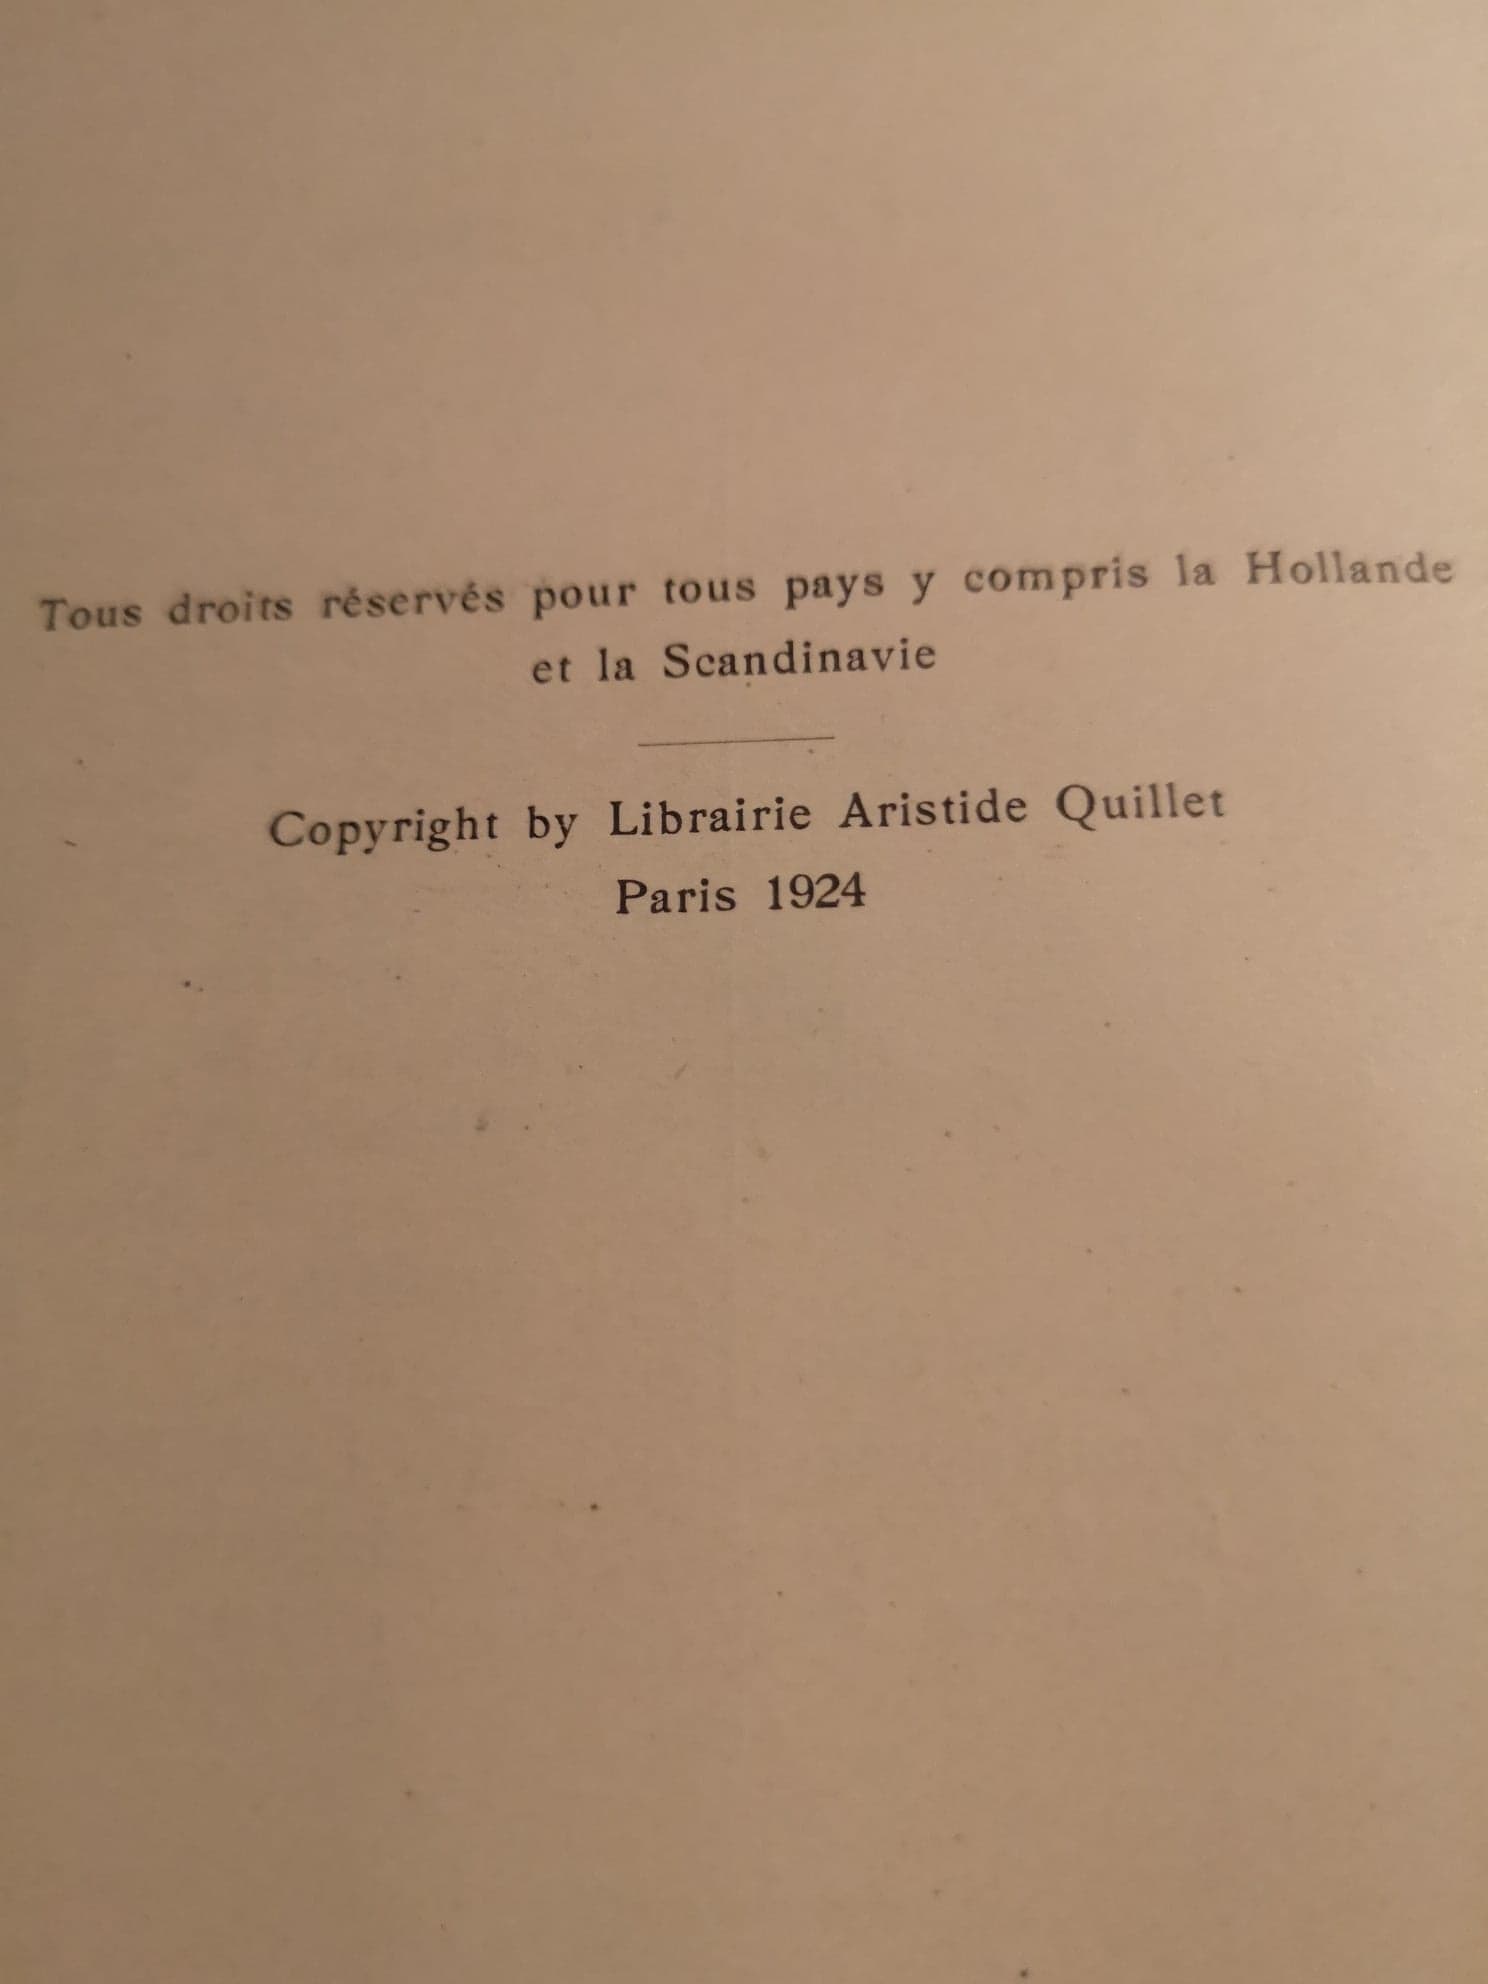 Tous droits réservés pour tous pays y compris la Hollande
et la Scandinavie
Copyright by Librairie Aristide Quillet
Paris 1924